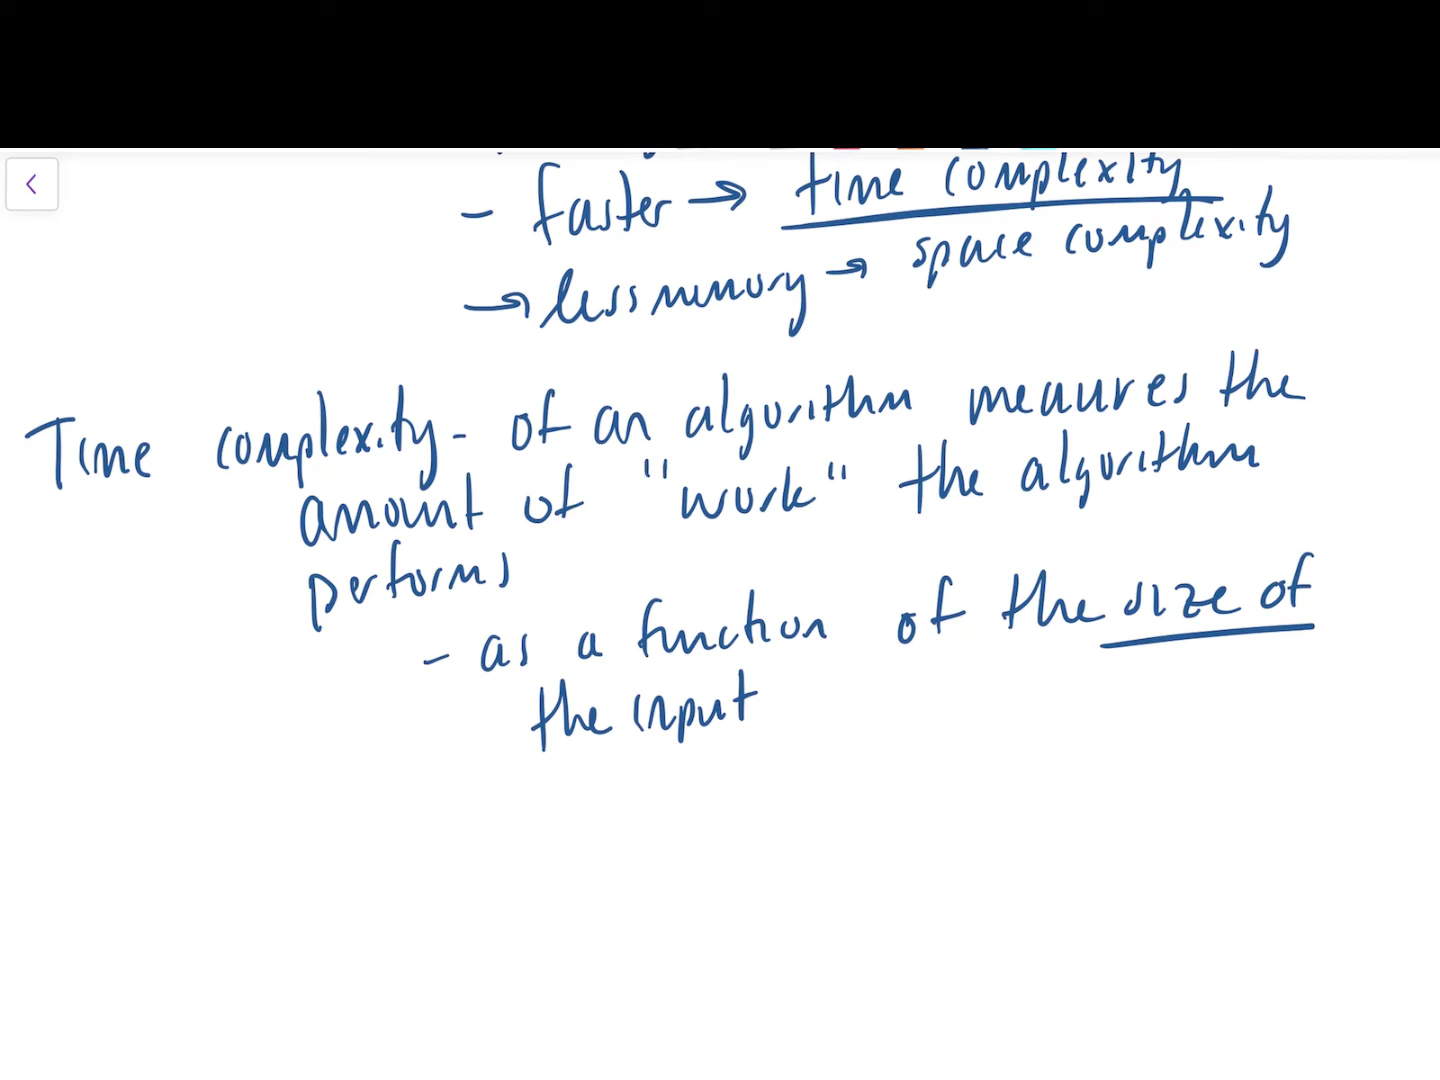 - faster → time complexity
→ less memory → space complexity
Time complexity - of an algorithm measures the
amount of "work" the algorithm
performs
- as a function of the size of
the input